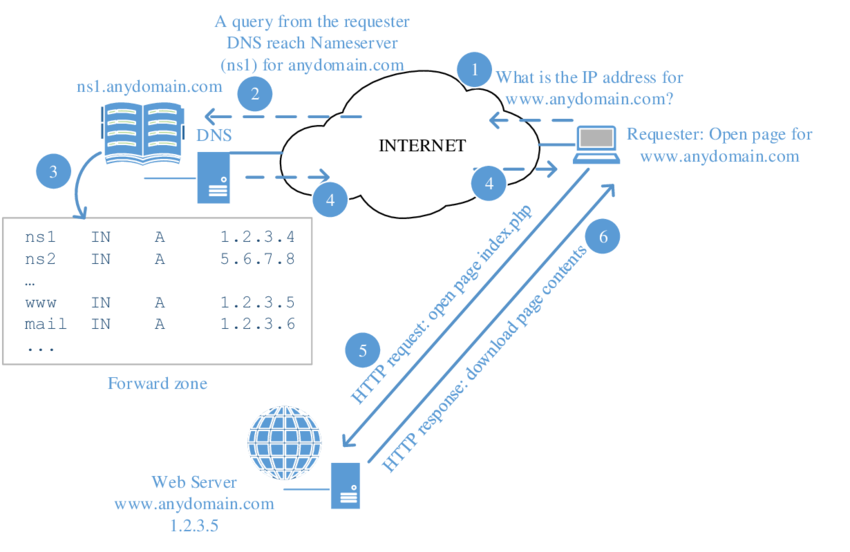 A query from the requester
DNS reach Nameserver
(ns1) for anydomain.com
ns1.anydomain.com
2
1
What is the IP address for
www.anydomain.com?
DNS
INTERNET
Requester: Open page for
www.anydomain.com
3
4
4
ns1 IN A 1.2.3.4
ns2 IN A 5.6.7.8
…
www IN A 1.2.3.5
mail IN A 1.2.3.6
...
Forward zone
5
HTTP request: open page index.php
6
HTTP response: download page contents
Web Server
www.anydomain.com
1.2.3.5